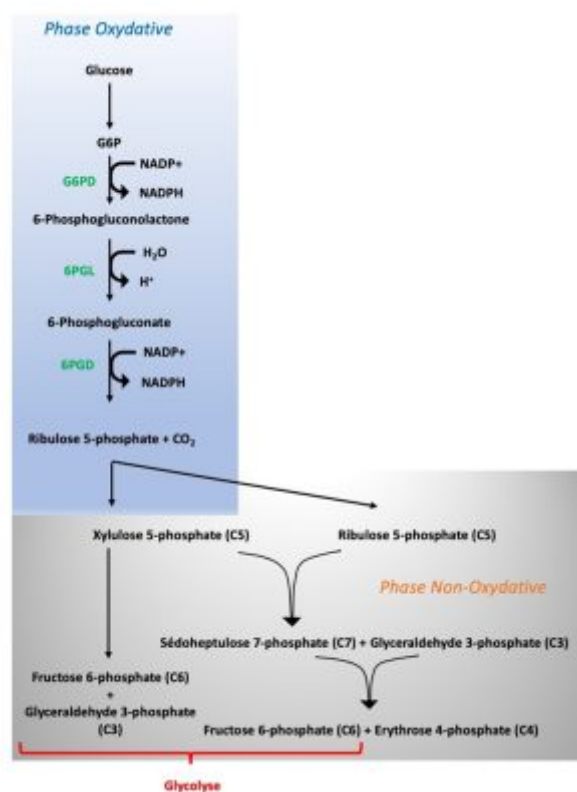 Phase Oxydative
Glucose
G6P
NADP+
G6PD
NADPH
6-Phosphogluconolactone
H₂O
6PGL
H⁺
6-Phosphogluconate
NADP+
6PGD
NADPH
Ribulose 5-phosphate + CO₂
Xylulose 5-phosphate (C5)
Ribulose 5-phosphate (C5)
Phase Non-Oxydative
Sédoheptulose 7-phosphate (C7) + Glyceraldehyde 3-phosphate (C3)
Fructose 6-phosphate (C6)
+
Glyceraldehyde 3-phosphate
(C3)
Fructose 6-phosphate (C6) + Erythrose 4-phosphate (C4)
Glycolyse